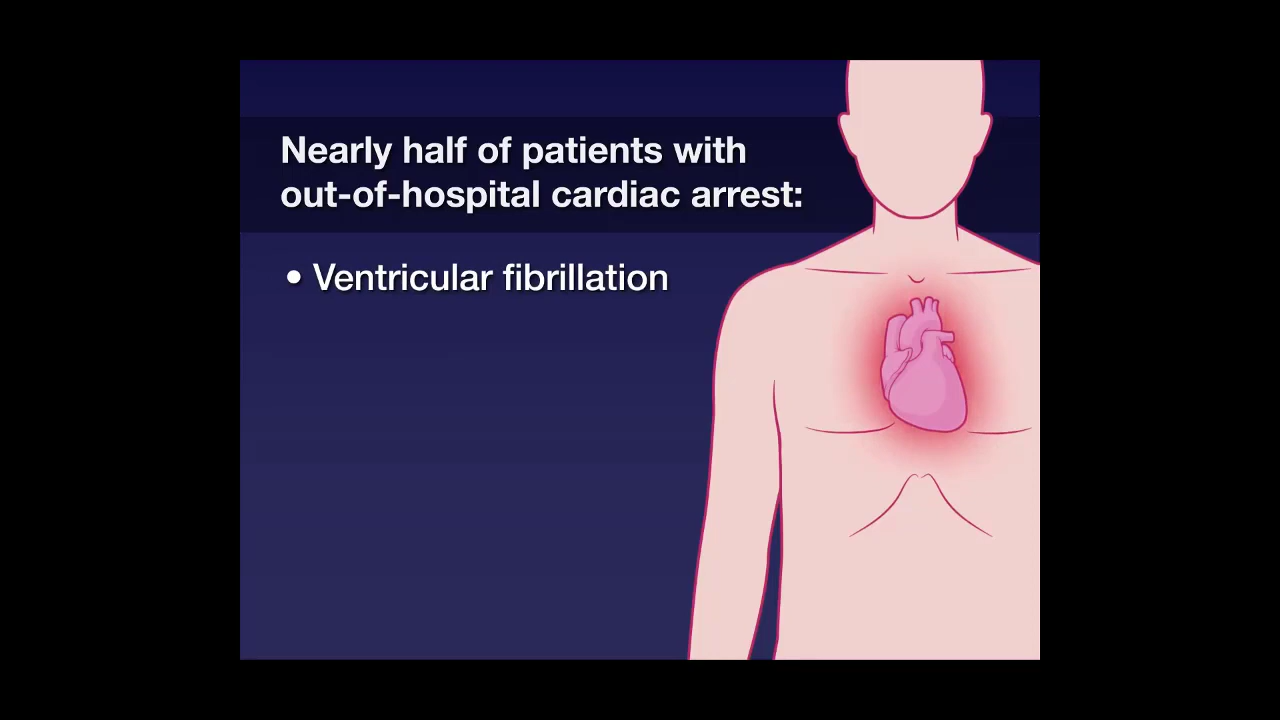 Nearly half of patients with
out-of-hospital cardiac arrest:
• Ventricular fibrillation